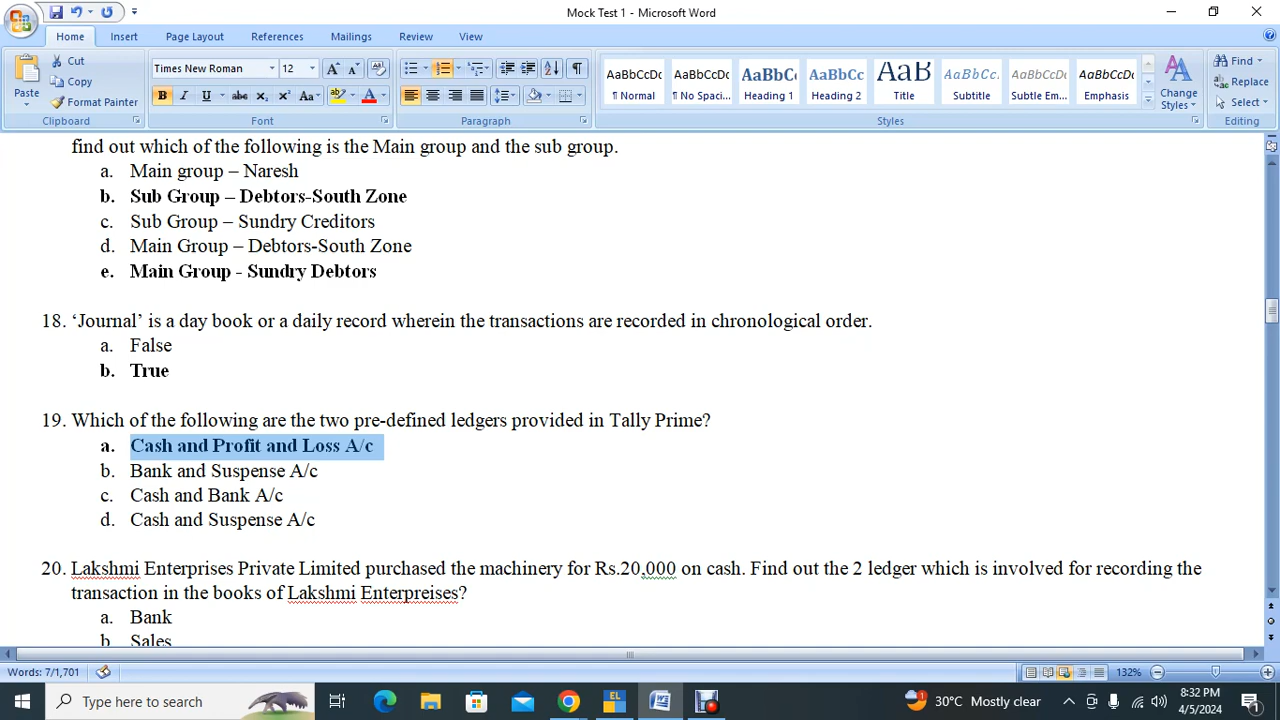 Mock Test 1 - Microsoft Word
Home Insert Page Layout References Mailings Review View
Paste
Cut
Copy
Format Painter
Clipboard
Times New Roman 12
B I U abc x₂ x² Aa
Font
Paragraph
AaBbCcDc AaBbCcDc AaBbCc AaBbCc AaB AaBbCc. AaBbCcDc AaBbCcDc
¶ Normal ¶ No Spaci... Heading 1 Heading 2 Title Subtitle Subtle Em... Emphasis
Change Styles
Styles
Find
Replace
Select
Editing
find out which of the following is the Main group and the sub group.
a. Main group – Naresh
b. Sub Group – Debtors-South Zone
c. Sub Group – Sundry Creditors
d. Main Group – Debtors-South Zone
e. Main Group - Sundry Debtors
18. ‘Journal’ is a day book or a daily record wherein the transactions are recorded in chronological order.
a. False
b. True
19. Which of the following are the two pre-defined ledgers provided in Tally Prime?
a. Cash and Profit and Loss A/c
b. Bank and Suspense A/c
c. Cash and Bank A/c
d. Cash and Suspense A/c
20. Lakshmi Enterprises Private Limited purchased the machinery for Rs.20,000 on cash. Find out the 2 ledger which is involved for recording the
transaction in the books of Lakshmi Enterpreises?
a. Bank
b. Sales
Words: 7/1,701
132%
Type here to search
EL
30°C Mostly clear
8:32 PM
4/5/2024
1